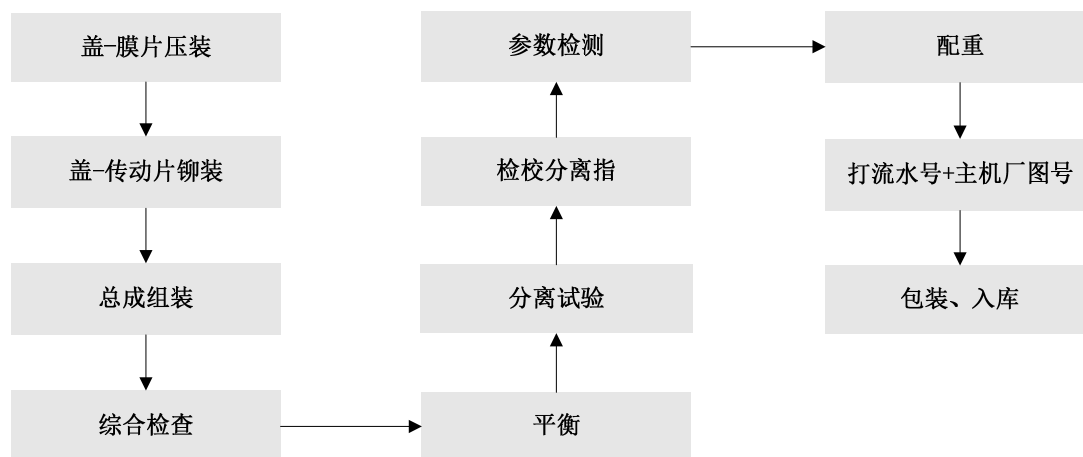 盖-膜片压装
盖-传动片铆装
总成组装
综合检查
平衡
分离试验
检校分离指
参数检测
配重
打流水号+主机厂图号
包装、入库